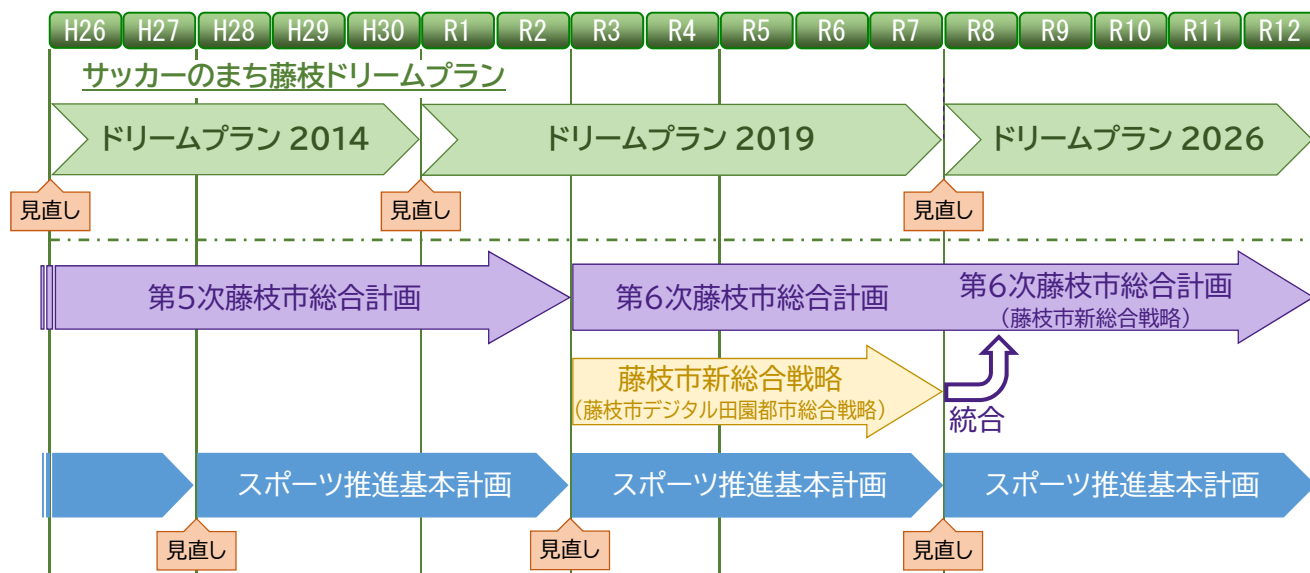 H26 H27 H28 H29 H30 R1 R2 R3 R4 R5 R6 R7 R8 R9 R10 R11 R12
サッカーのまち藤枝ドリームプラン
ドリームプラン 2014 ドリームプラン 2019 ドリームプラン 2026
見直し 見直し 見直し
第5次藤枝市総合計画 第6次藤枝市総合計画 第6次藤枝市総合計画
(藤枝市新総合戦略)
藤枝市新総合戦略
(藤枝市デジタル田園都市総合戦略)
統合
スポーツ推進基本計画 スポーツ推進基本計画 スポーツ推進基本計画
見直し 見直し 見直し